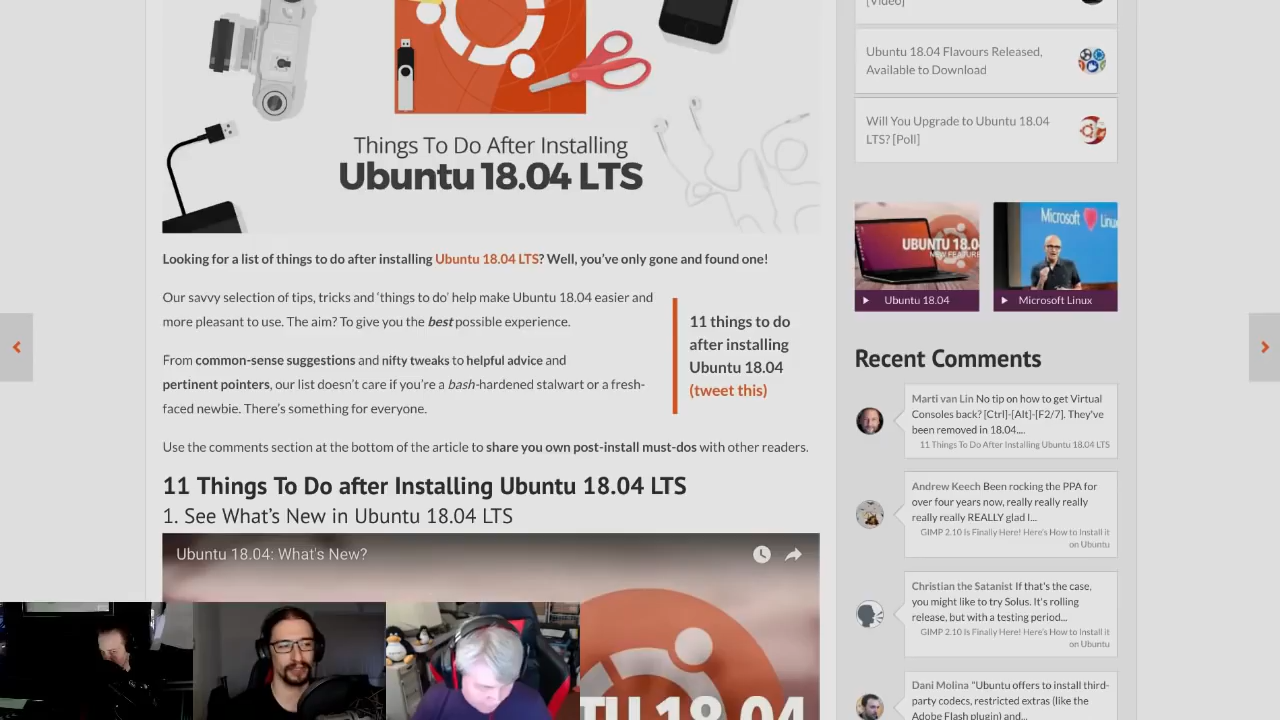 [Video]
Ubuntu 18.04 Flavours Released,
Available to Download
Will You Upgrade to Ubuntu 18.04
LTS? [Poll]
Things To Do After Installing
Ubuntu 18.04 LTS
UBUNTU 18.04
NEW FEATURE
Ubuntu 18.04
Microsoft
Linux
Microsoft Linux
Looking for a list of things to do after installing Ubuntu 18.04 LTS? Well, you've only gone and found one!
Our savvy selection of tips, tricks and 'things to do' help make Ubuntu 18.04 easier and
more pleasant to use. The aim? To give you the best possible experience.
From common-sense suggestions and nifty tweaks to helpful advice and
pertinent pointers, our list doesn't care if you're a bash-hardened stalwart or a fresh-
faced newbie. There's something for everyone.
11 things to do
after installing
Ubuntu 18.04
(tweet this)
Use the comments section at the bottom of the article to share you own post-install must-dos with other readers.
11 Things To Do after Installing Ubuntu 18.04 LTS
1. See What's New in Ubuntu 18.04 LTS
Ubuntu 18.04: What's New?
TU 18.04
Recent Comments
Marti van Lin No tip on how to get Virtual
Consoles back? [Ctrl]-[Alt]-[F2/7]. They've
been removed in 18.04....
11 Things To Do After Installing Ubuntu 18.04 LTS
Andrew Keech Been rocking the PPA for
over four years now, really really really
really really REALLY glad I...
GIMP 2.10 Is Finally Here! Here's How to Install it
on Ubuntu
Christian the Satanist If that's the case,
you might like to try Solus. It's rolling
release, but with a testing period...
GIMP 2.10 Is Finally Here! Here's How to Install it
on Ubuntu
Dani Molina "Ubuntu offers to install third-
party codecs, restricted extras (like the
Adobe Flash plugin) and...